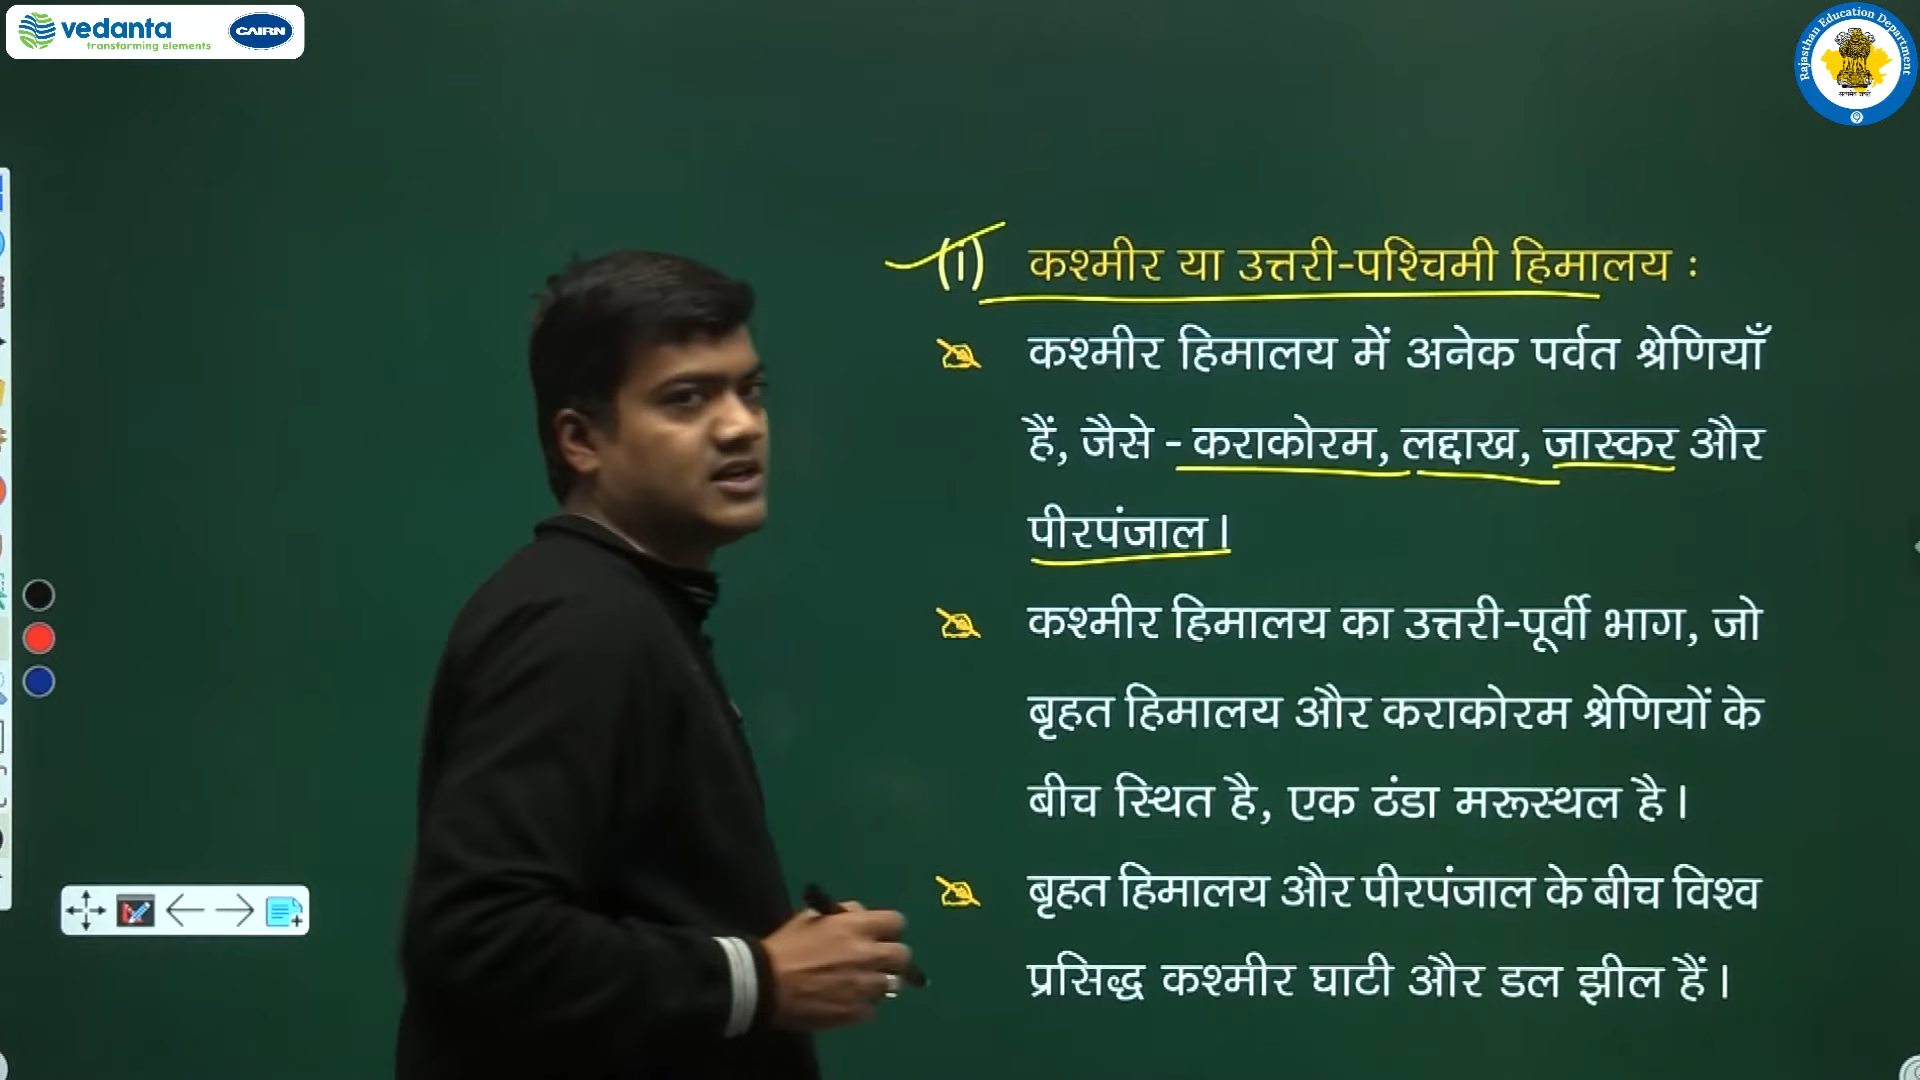 vedanta
transforming elements
CAIRN
Rajasthan Education Department
(i) कश्मीर या उत्तरी-पश्चिमी हिमालय :
कश्मीर हिमालय में अनेक पर्वत श्रेणियाँ
हैं, जैसे - कराकोरम, लद्दाख, जास्कर और
पीरपंजाल।
कश्मीर हिमालय का उत्तरी-पूर्वी भाग, जो
बृहत हिमालय और कराकोरम श्रेणियों के
बीच स्थित है, एक ठंडा मरूस्थल है।
बृहत हिमालय और पीरपंजाल के बीच विश्व
प्रसिद्ध कश्मीर घाटी और डल झील हैं।